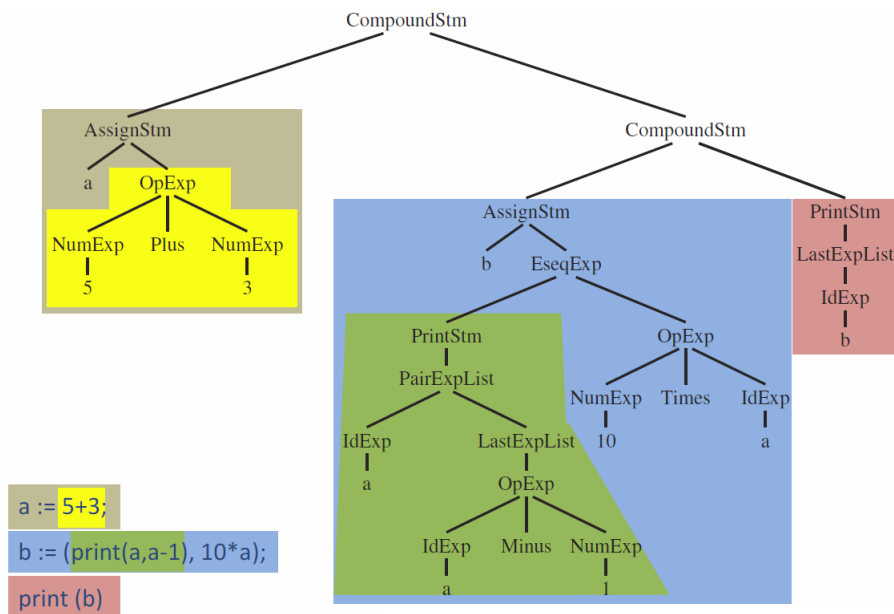 CompoundStm
AssignStm CompoundStm
a OpExp
AssignStm PrintStm
NumExp Plus NumExp
b EseqExp LastExpList
5 3
IdExp
PrintStm OpExp b
PairExpList
NumExp Times IdExp
IdExp LastExpList 10 a
a OpExp
a := 5+3;
IdExp Minus NumExp
b := (print(a,a-1), 10*a);
a 1
print (b)